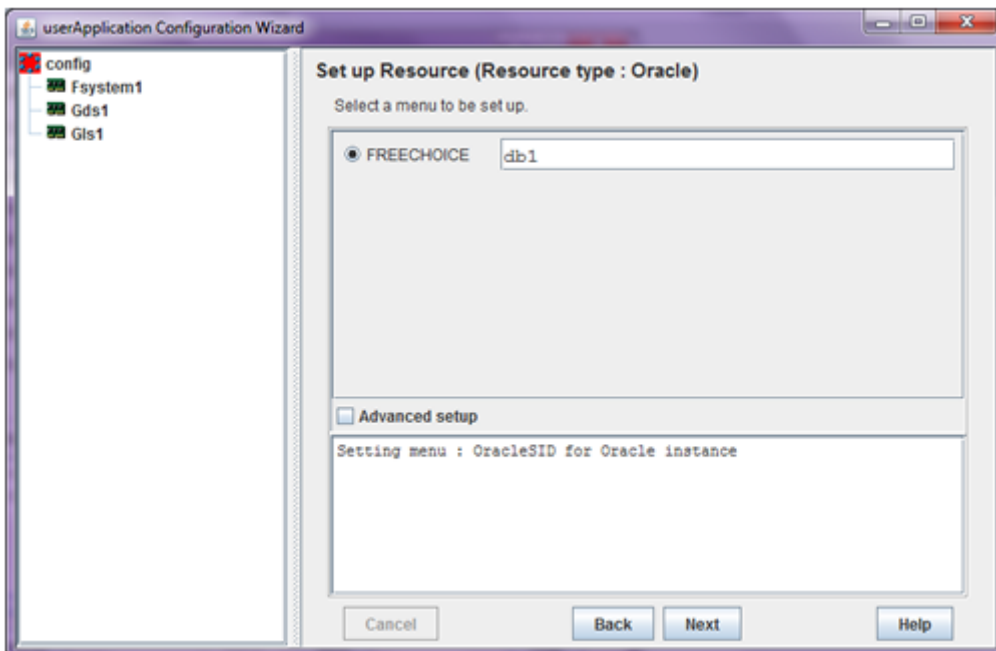 userApplication Configuration Wizard
config
Fsystem1
Gds1
Gls1
Set up Resource (Resource type : Oracle)
Select a menu to be set up.
FREECHOICE db1
Advanced setup
Setting menu : OracleSID for Oracle instance
Cancel Back Next Help